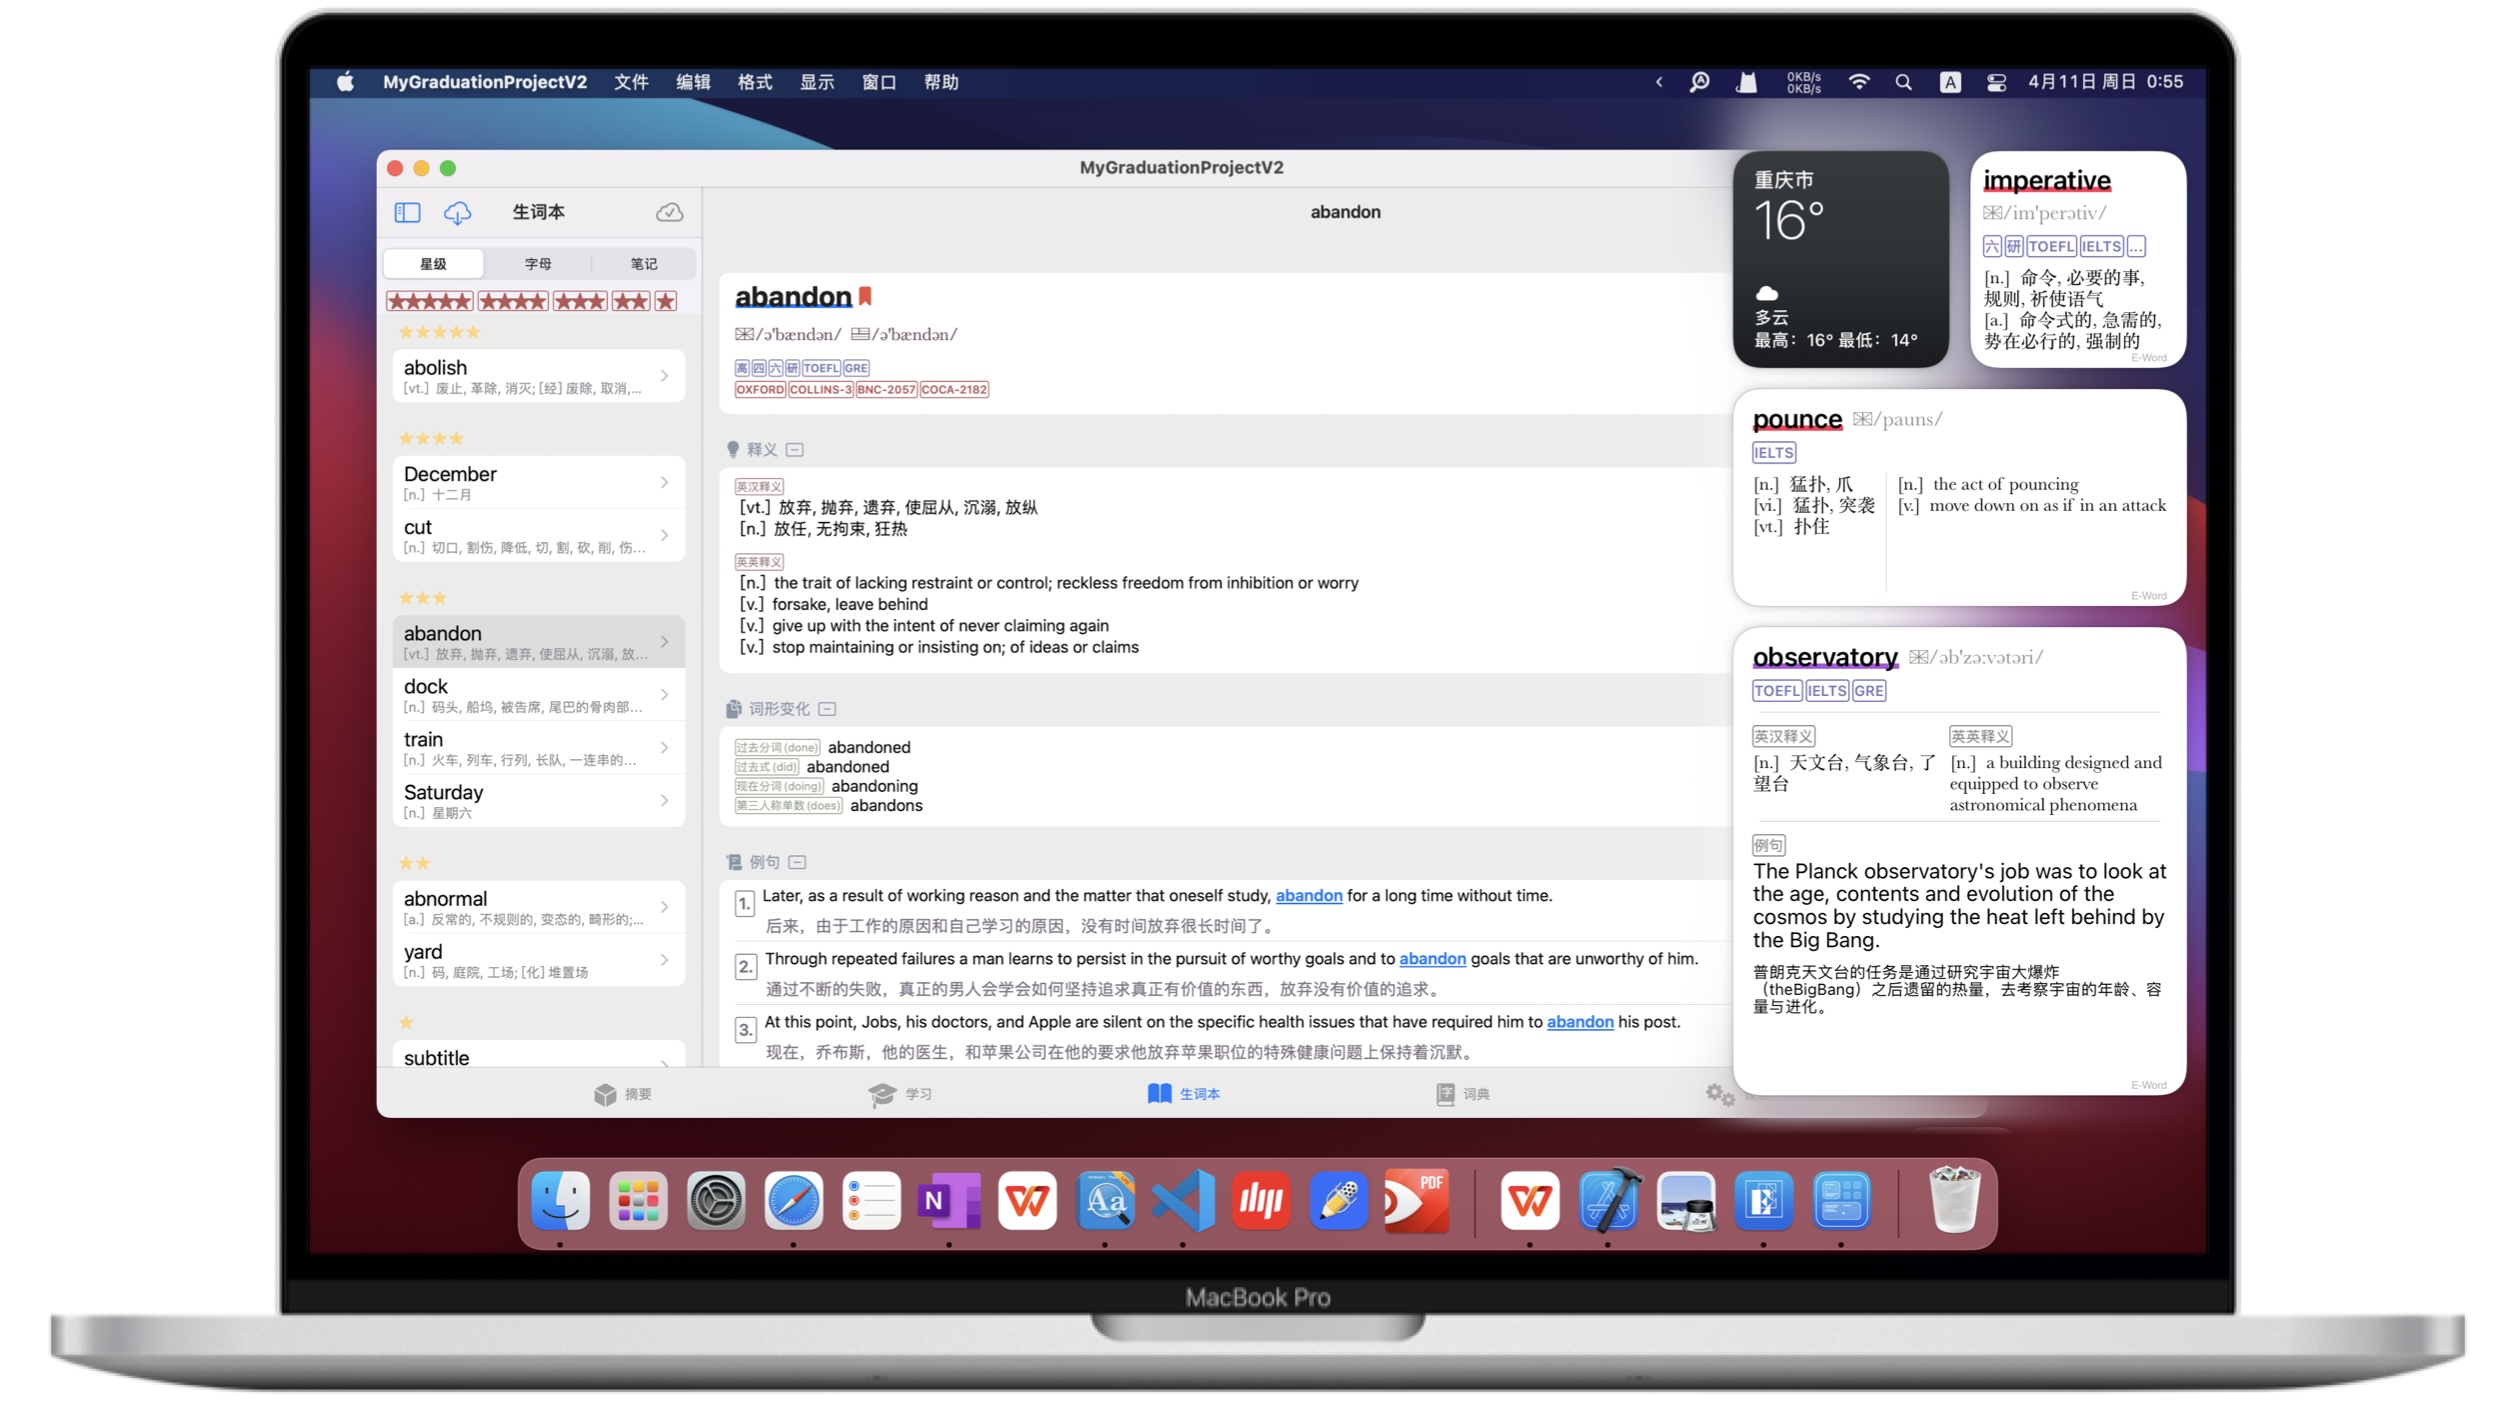 MyGraduationProjectV2 文件 编辑 格式 显示 窗口 帮助
0KB/s
0KB/s
A 4月11日 周日 0:55
MyGraduationProjectV2
生词本
星级 字母 笔记
abolish
[vt.] 废止, 革除, 消灭; [经] 废除, 取消,...
December
[n.] 十二月
cut
[n.] 切口, 割伤, 降低, 切, 割, 砍, 削, 伤...
abandon
[vt.] 放弃, 抛弃, 遗弃, 使屈从, 沉溺, 放...
dock
[n.] 码头, 船坞, 被告席, 尾巴的骨肉部...
train
[n.] 火车, 列车, 行列, 长队, 一连串的...
Saturday
[n.] 星期六
abnormal
[a.] 反常的, 不规则的, 变态的, 畸形的;...
yard
[n.] 码, 庭院, 工场; [化] 堆置场
subtitle
abandon
abandon
/ə'bændən/ /ə'bændən/
高 四 六 研 TOEFL GRE
OXFORD COLLINS-3 BNC-2057 COCA-2182
释义
英汉释义
[vt.] 放弃, 抛弃, 遗弃, 使屈从, 沉溺, 放纵
[n.] 放任, 无拘束, 狂热
英英释义
[n.] the trait of lacking restraint or control; reckless freedom from inhibition or worry
[v.] forsake, leave behind
[v.] give up with the intent of never claiming again
[v.] stop maintaining or insisting on; of ideas or claims
词形变化
过去分词(done) abandoned
过去式(did) abandoned
现在分词(doing) abandoning
第三人称单数(does) abandons
例句
1. Later, as a result of working reason and the matter that oneself study, abandon for a long time without time.
后来，由于工作的原因和自己学习的原因，没有时间放弃很长时间了。
2. Through repeated failures a man learns to persist in the pursuit of worthy goals and to abandon goals that are unworthy of him.
通过不断的失败，真正的男人会学会如何坚持追求真正有价值的东西，放弃没有价值的追求。
3. At this point, Jobs, his doctors, and Apple are silent on the specific health issues that have required him to abandon his post.
现在，乔布斯，他的医生，和苹果公司在他的要求他放弃苹果职位的特殊健康问题上保持着沉默。
摘要 学习 生词本 词典
重庆市
16°
多云
最高：16° 最低：14°
imperative
/im'perətiv/
六 研 TOEFL IELTS ...
[n.] 命令, 必要的事,
规则, 祈使语气
[a.] 命令式的, 急需的,
势在必行的, 强制的
E-Word
pounce /pauns/
IELTS
[n.] 猛扑, 爪
[vi.] 猛扑, 突袭
[vt.] 扑住
[n.] the act of pouncing
[v.] move down on as if in an attack
E-Word
observatory /əb'zə:vətəri/
TOEFL IELTS GRE
英汉释义
[n.] 天文台, 气象台, 了
望台
英英释义
[n.] a building designed and
equipped to observe
astronomical phenomena
例句
The Planck observatory's job was to look at
the age, contents and evolution of the
cosmos by studying the heat left behind by
the Big Bang.
普朗克天文台的任务是通过研究宇宙大爆炸
（theBigBang）之后遗留的热量，去考察宇宙的年龄、容
量与进化。
E-Word
N
Aa
PDF
MacBook Pro